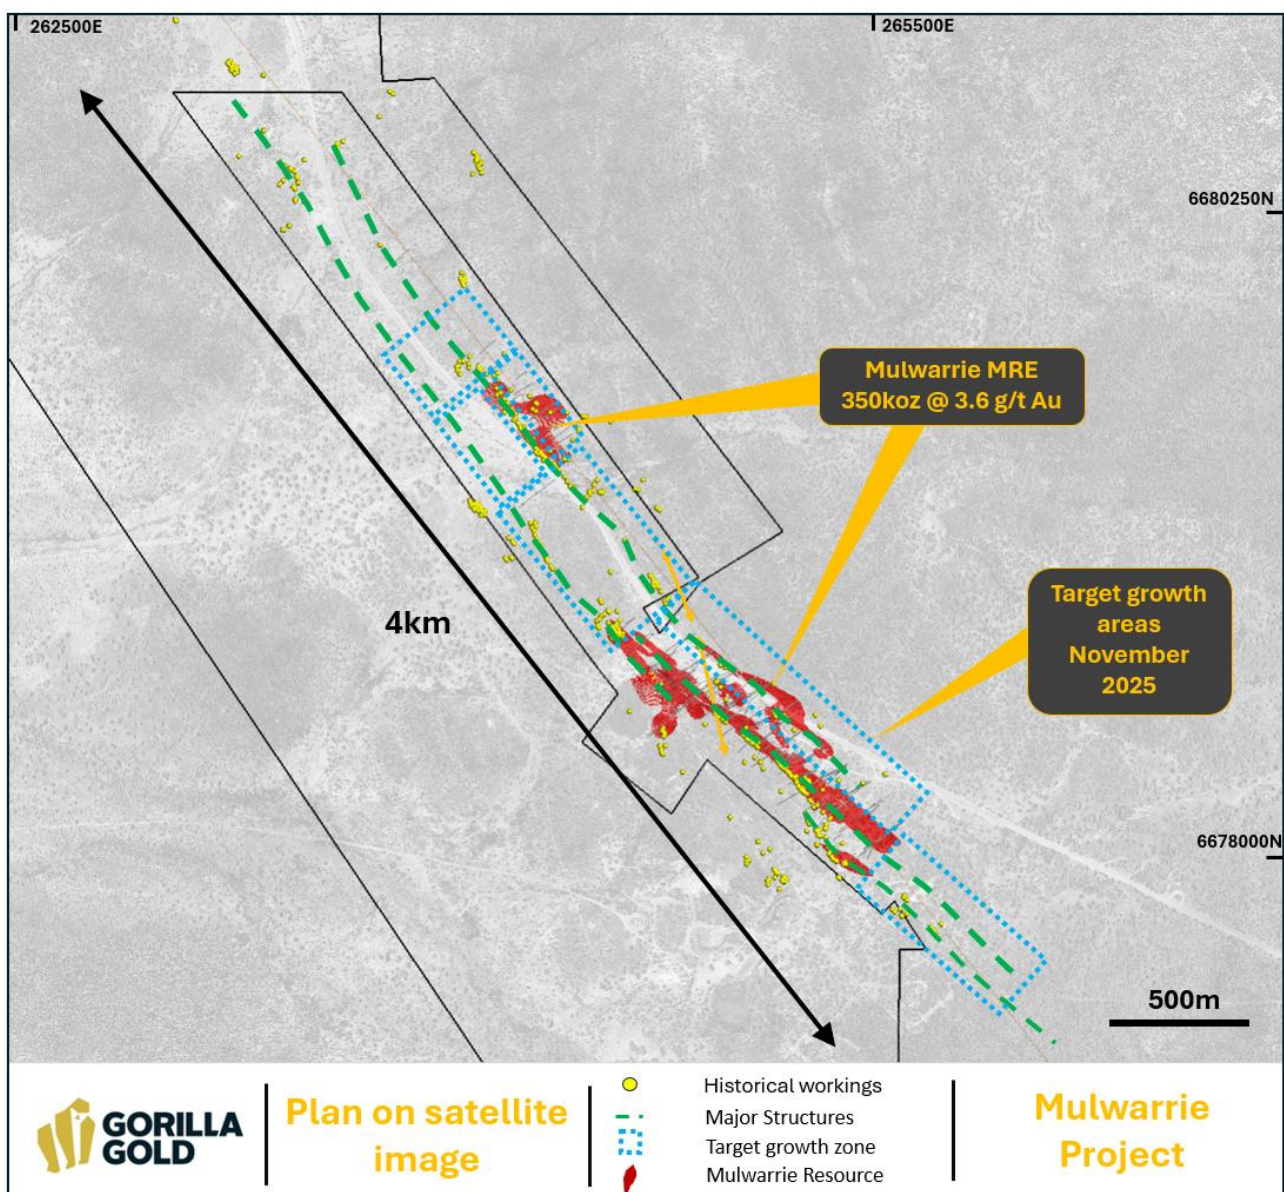 262500E
265500E
6680250N
Mulwarrie MRE
350koz @ 3.6 g/t Au
Target growth
areas
November
2025
4km
6678000N
500m
GORILLA
GOLD
Plan on satellite
image
Historical workings
Major Structures
Target growth zone
Mulwarrie Resource
Mulwarrie
Project